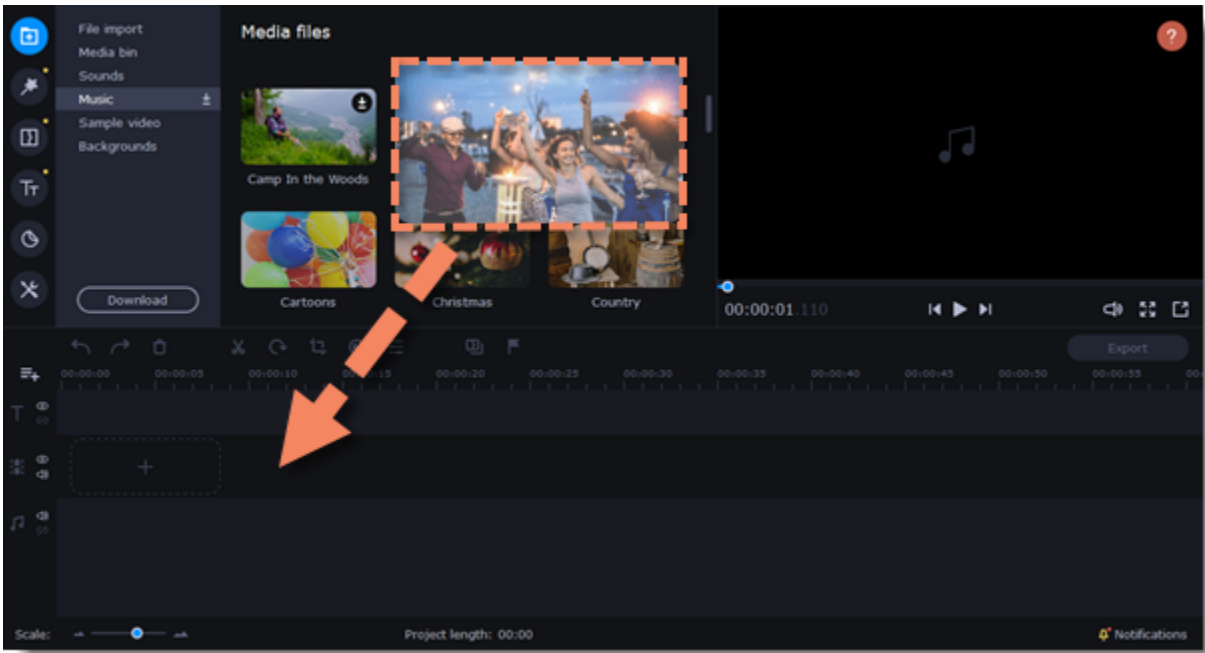 File import
Media bin
Sounds
Music
Sample video
Backgrounds
Download
Media files
Camp In the Woods
Cartoons
Christmas
Country
?
00:00:01.110
Export
00:00:00 00:00:05 00:00:10 00:00:20 00:00:25 00:00:30 00:00:35 00:00:40 00:00:45 00:00:50 00:00:55
Scale:
Project length: 00:00
Notifications